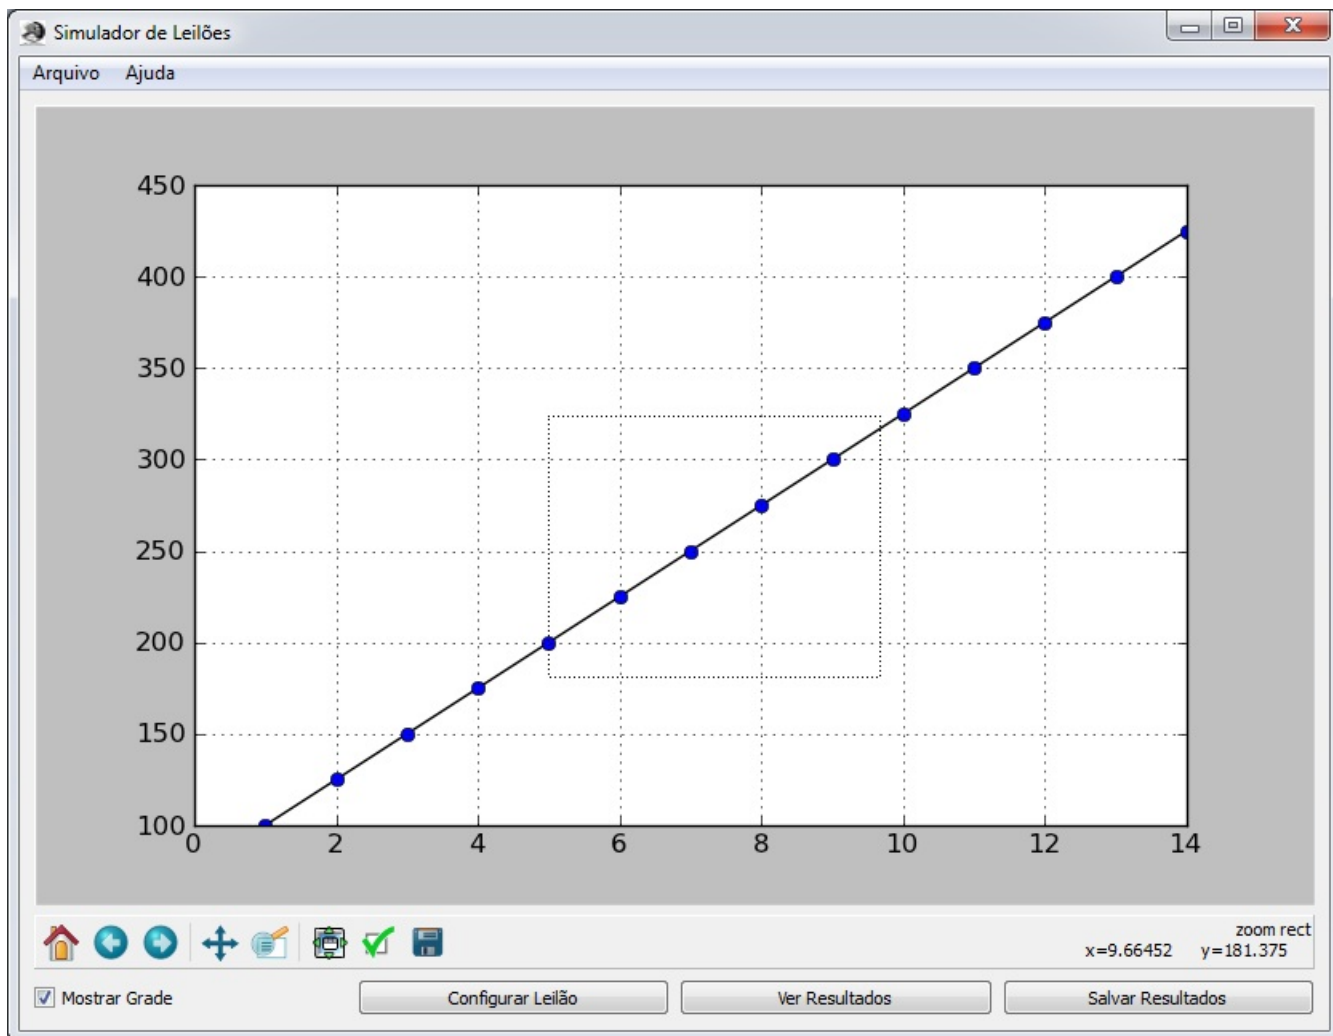 Simulador de Leilões
Arquivo Ajuda
450
400
350
300
250
200
150
100
0 2 4 6 8 10 12 14
zoom rect
x=9.66452 y=181.375
Mostrar Grade Configurar Leilão Ver Resultados Salvar Resultados